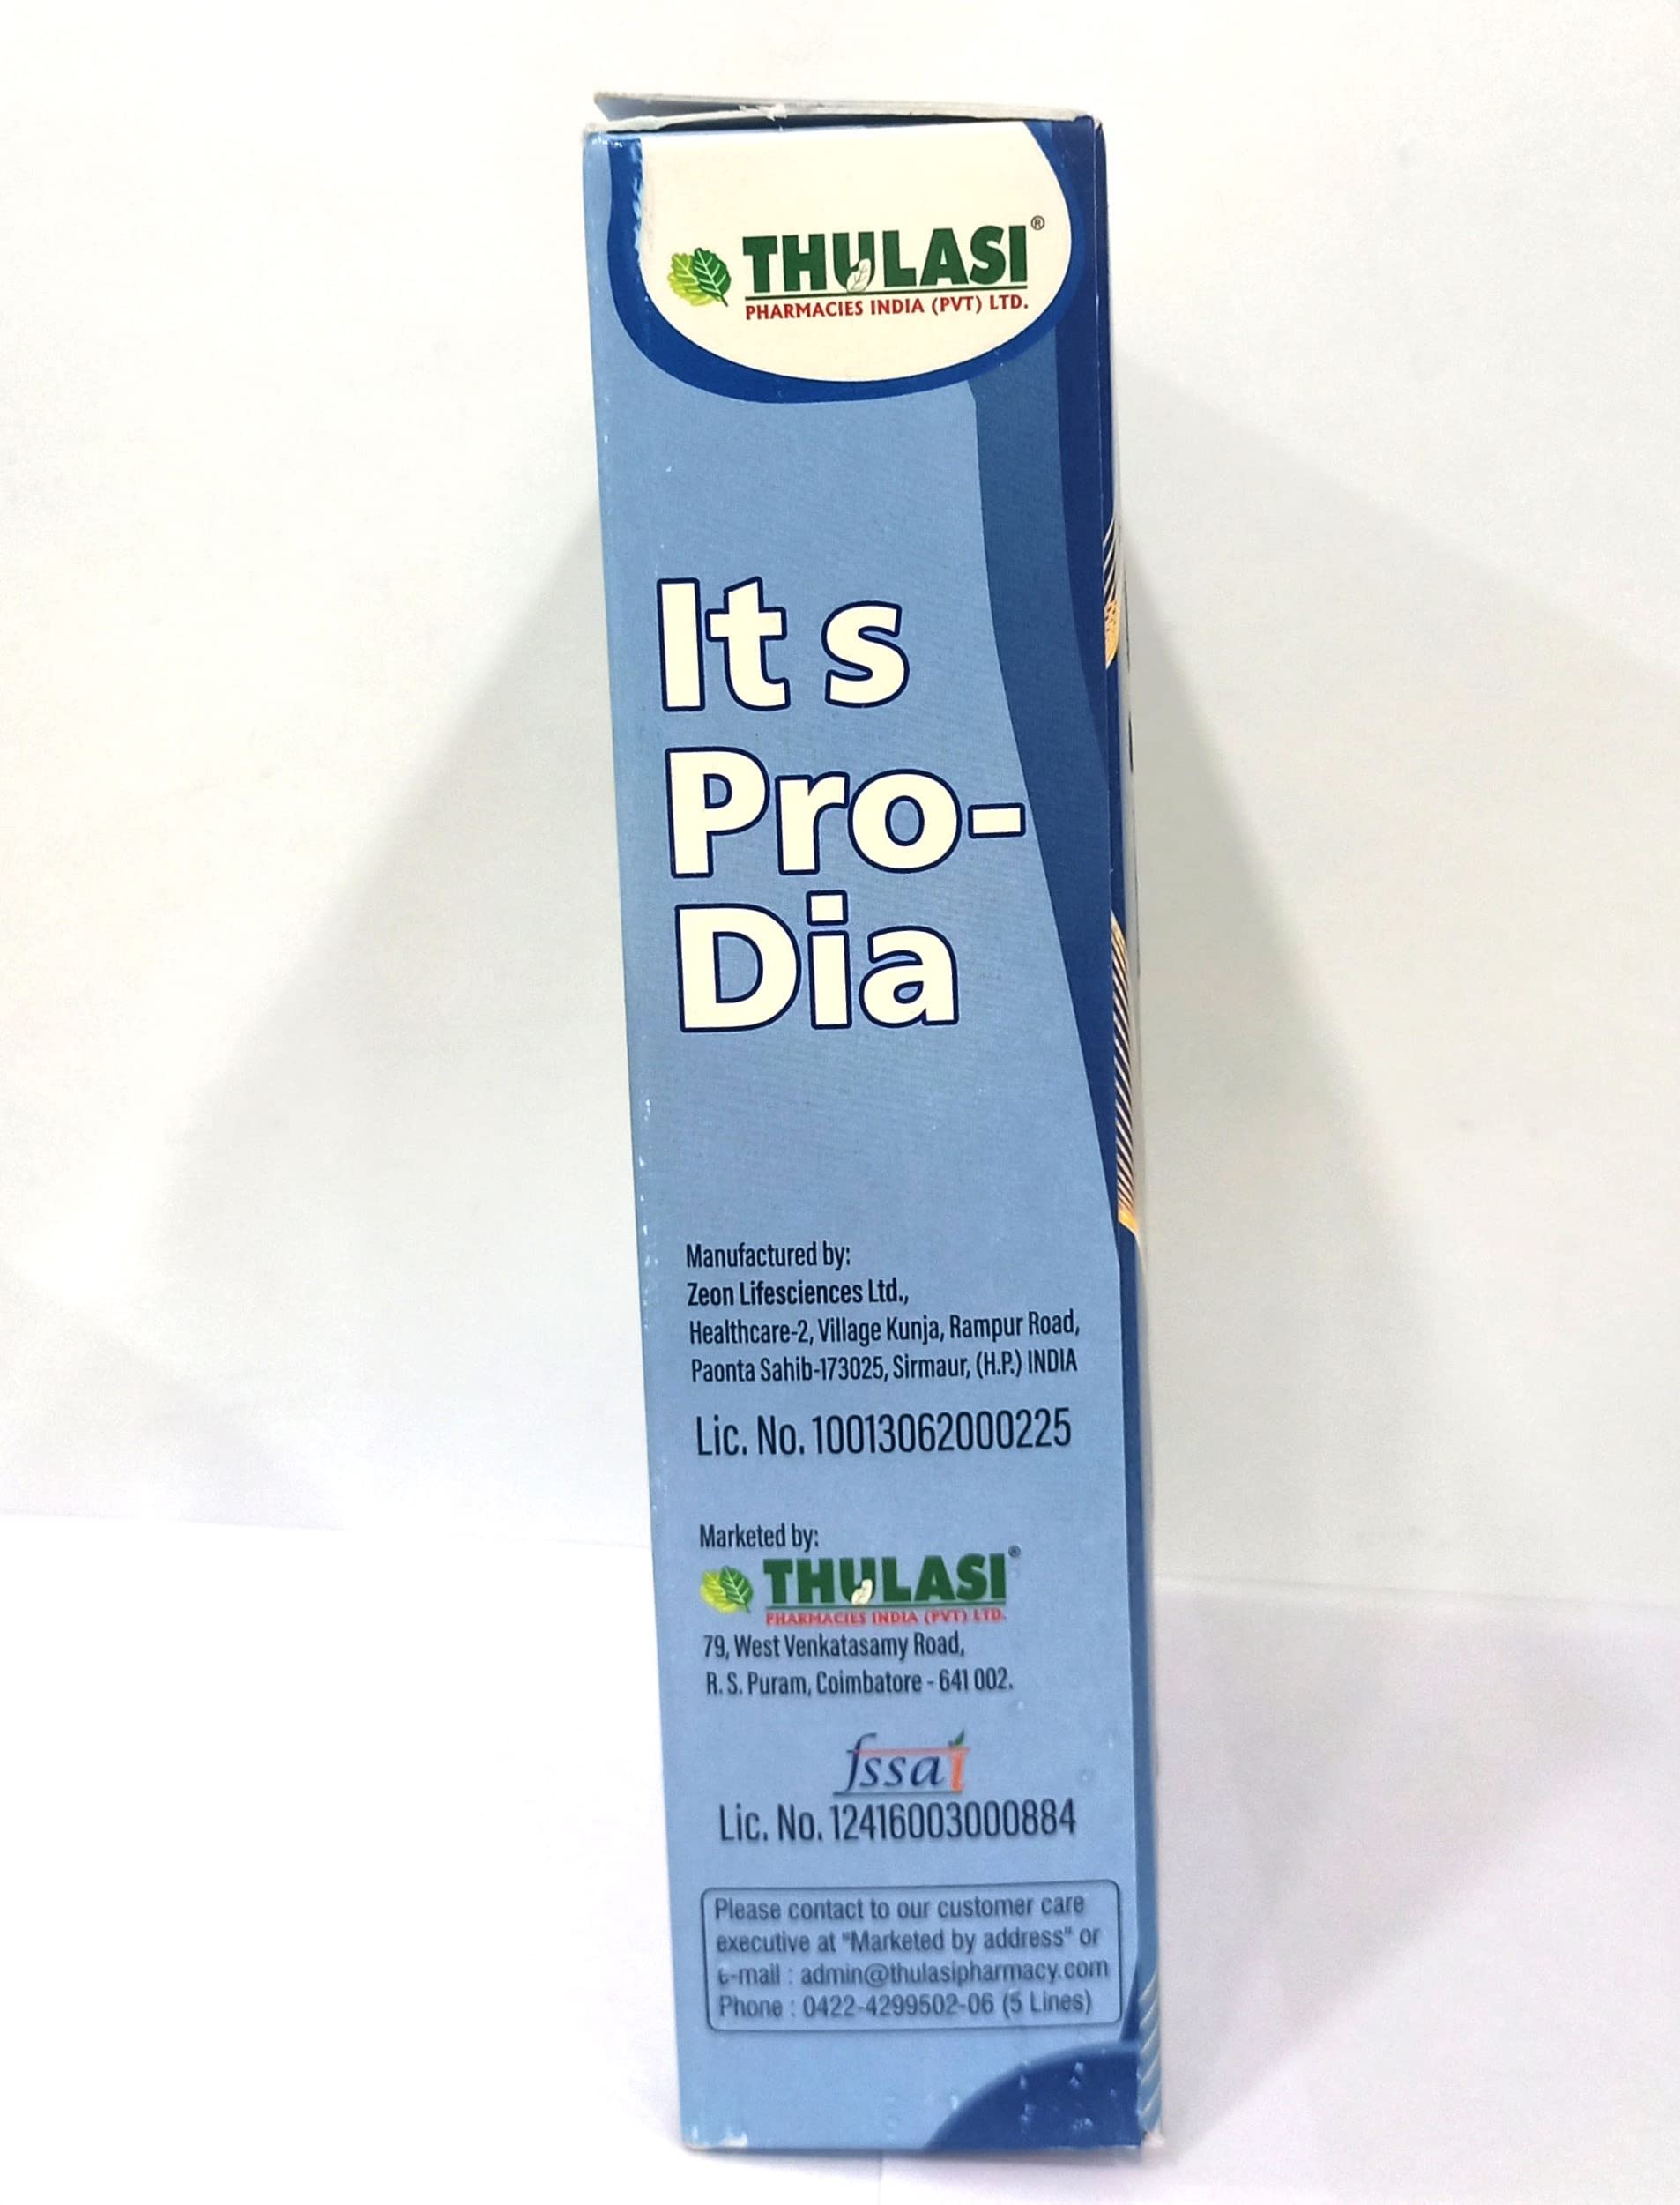 THULASI®
PHARMACIES INDIA (PVT) LTD.
It s
Pro-
Dia
Manufactured by:
Zeon Lifesciences Ltd.,
Healthcare-2, Village Kunja, Rampur Road,
Paonta Sahib-173025, Sirmaur, (H.P.) INDIA
Lic. No. 10013062000225
Marketed by:
THULASI®
PHARMACIES INDIA (PVT) LTD.
79, West Venkatasamy Road,
R. S. Puram, Coimbatore - 641 002.
fssai
Lic. No. 12416003000884
Please contact to our customer care
executive at "Marketed by address" or
E-mail : admin@thulasipharmacy.com
Phone : 0422-4299502-06 (5 Lines)